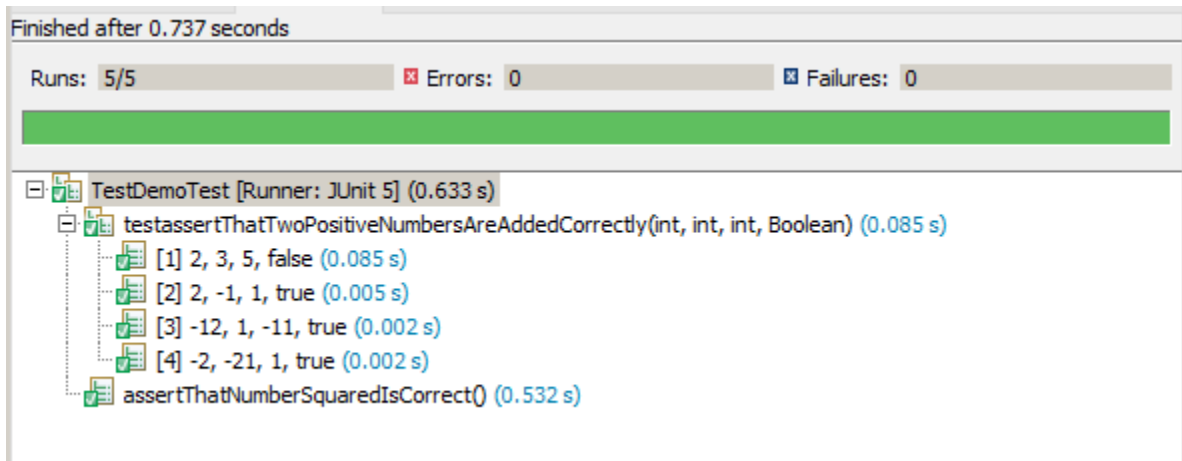 Finished after 0.737 seconds
Runs: 5/5 Errors: 0 Failures: 0
TestDemoTest [Runner: JUnit 5] (0.633 s)
testassertThatTwoPositiveNumbersAreAddedCorrectly(int, int, int, Boolean) (0.085 s)
[1] 2, 3, 5, false (0.085 s)
[2] 2, -1, 1, true (0.005 s)
[3] -12, 1, -11, true (0.002 s)
[4] -2, -21, 1, true (0.002 s)
assertThatNumberSquaredIsCorrect() (0.532 s)